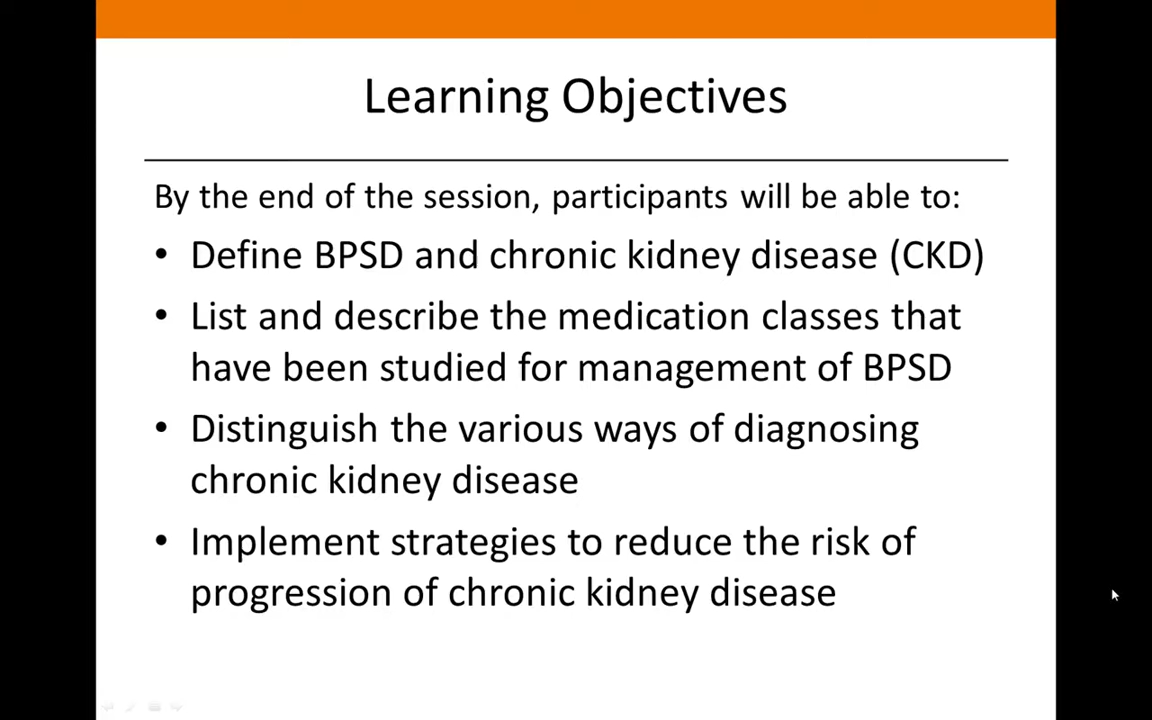 Learning Objectives
By the end of the session, participants will be able to:
• Define BPSD and chronic kidney disease (CKD)
• List and describe the medication classes that
have been studied for management of BPSD
• Distinguish the various ways of diagnosing
chronic kidney disease
• Implement strategies to reduce the risk of
progression of chronic kidney disease